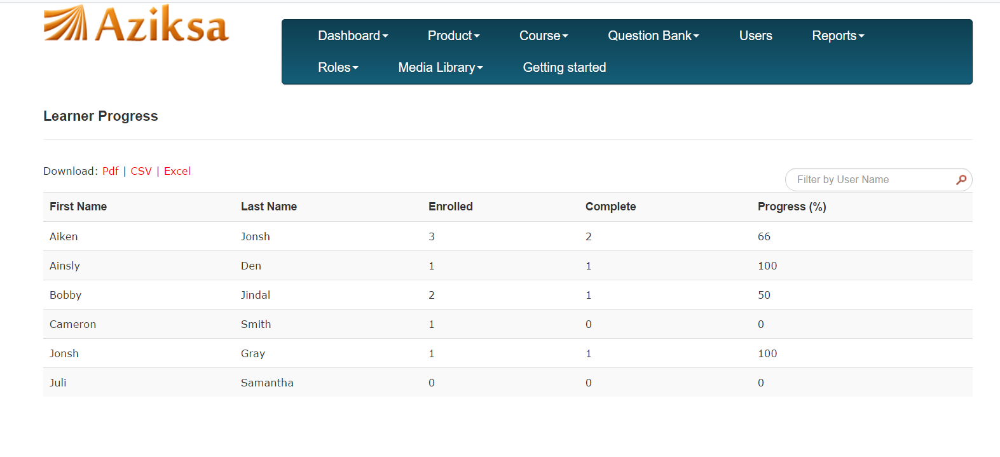 Aziksa
Dashboard Product Course Question Bank Users Reports
Roles Media Library Getting started
Learner Progress
Download: Pdf | CSV | Excel
Filter by User Name
First Name Last Name Enrolled Complete Progress (%)
Aiken Jonsh 3 2 66
Ainsly Den 1 1 100
Bobby Jindal 2 1 50
Cameron Smith 1 0 0
Jonsh Gray 1 1 100
Juli Samantha 0 0 0